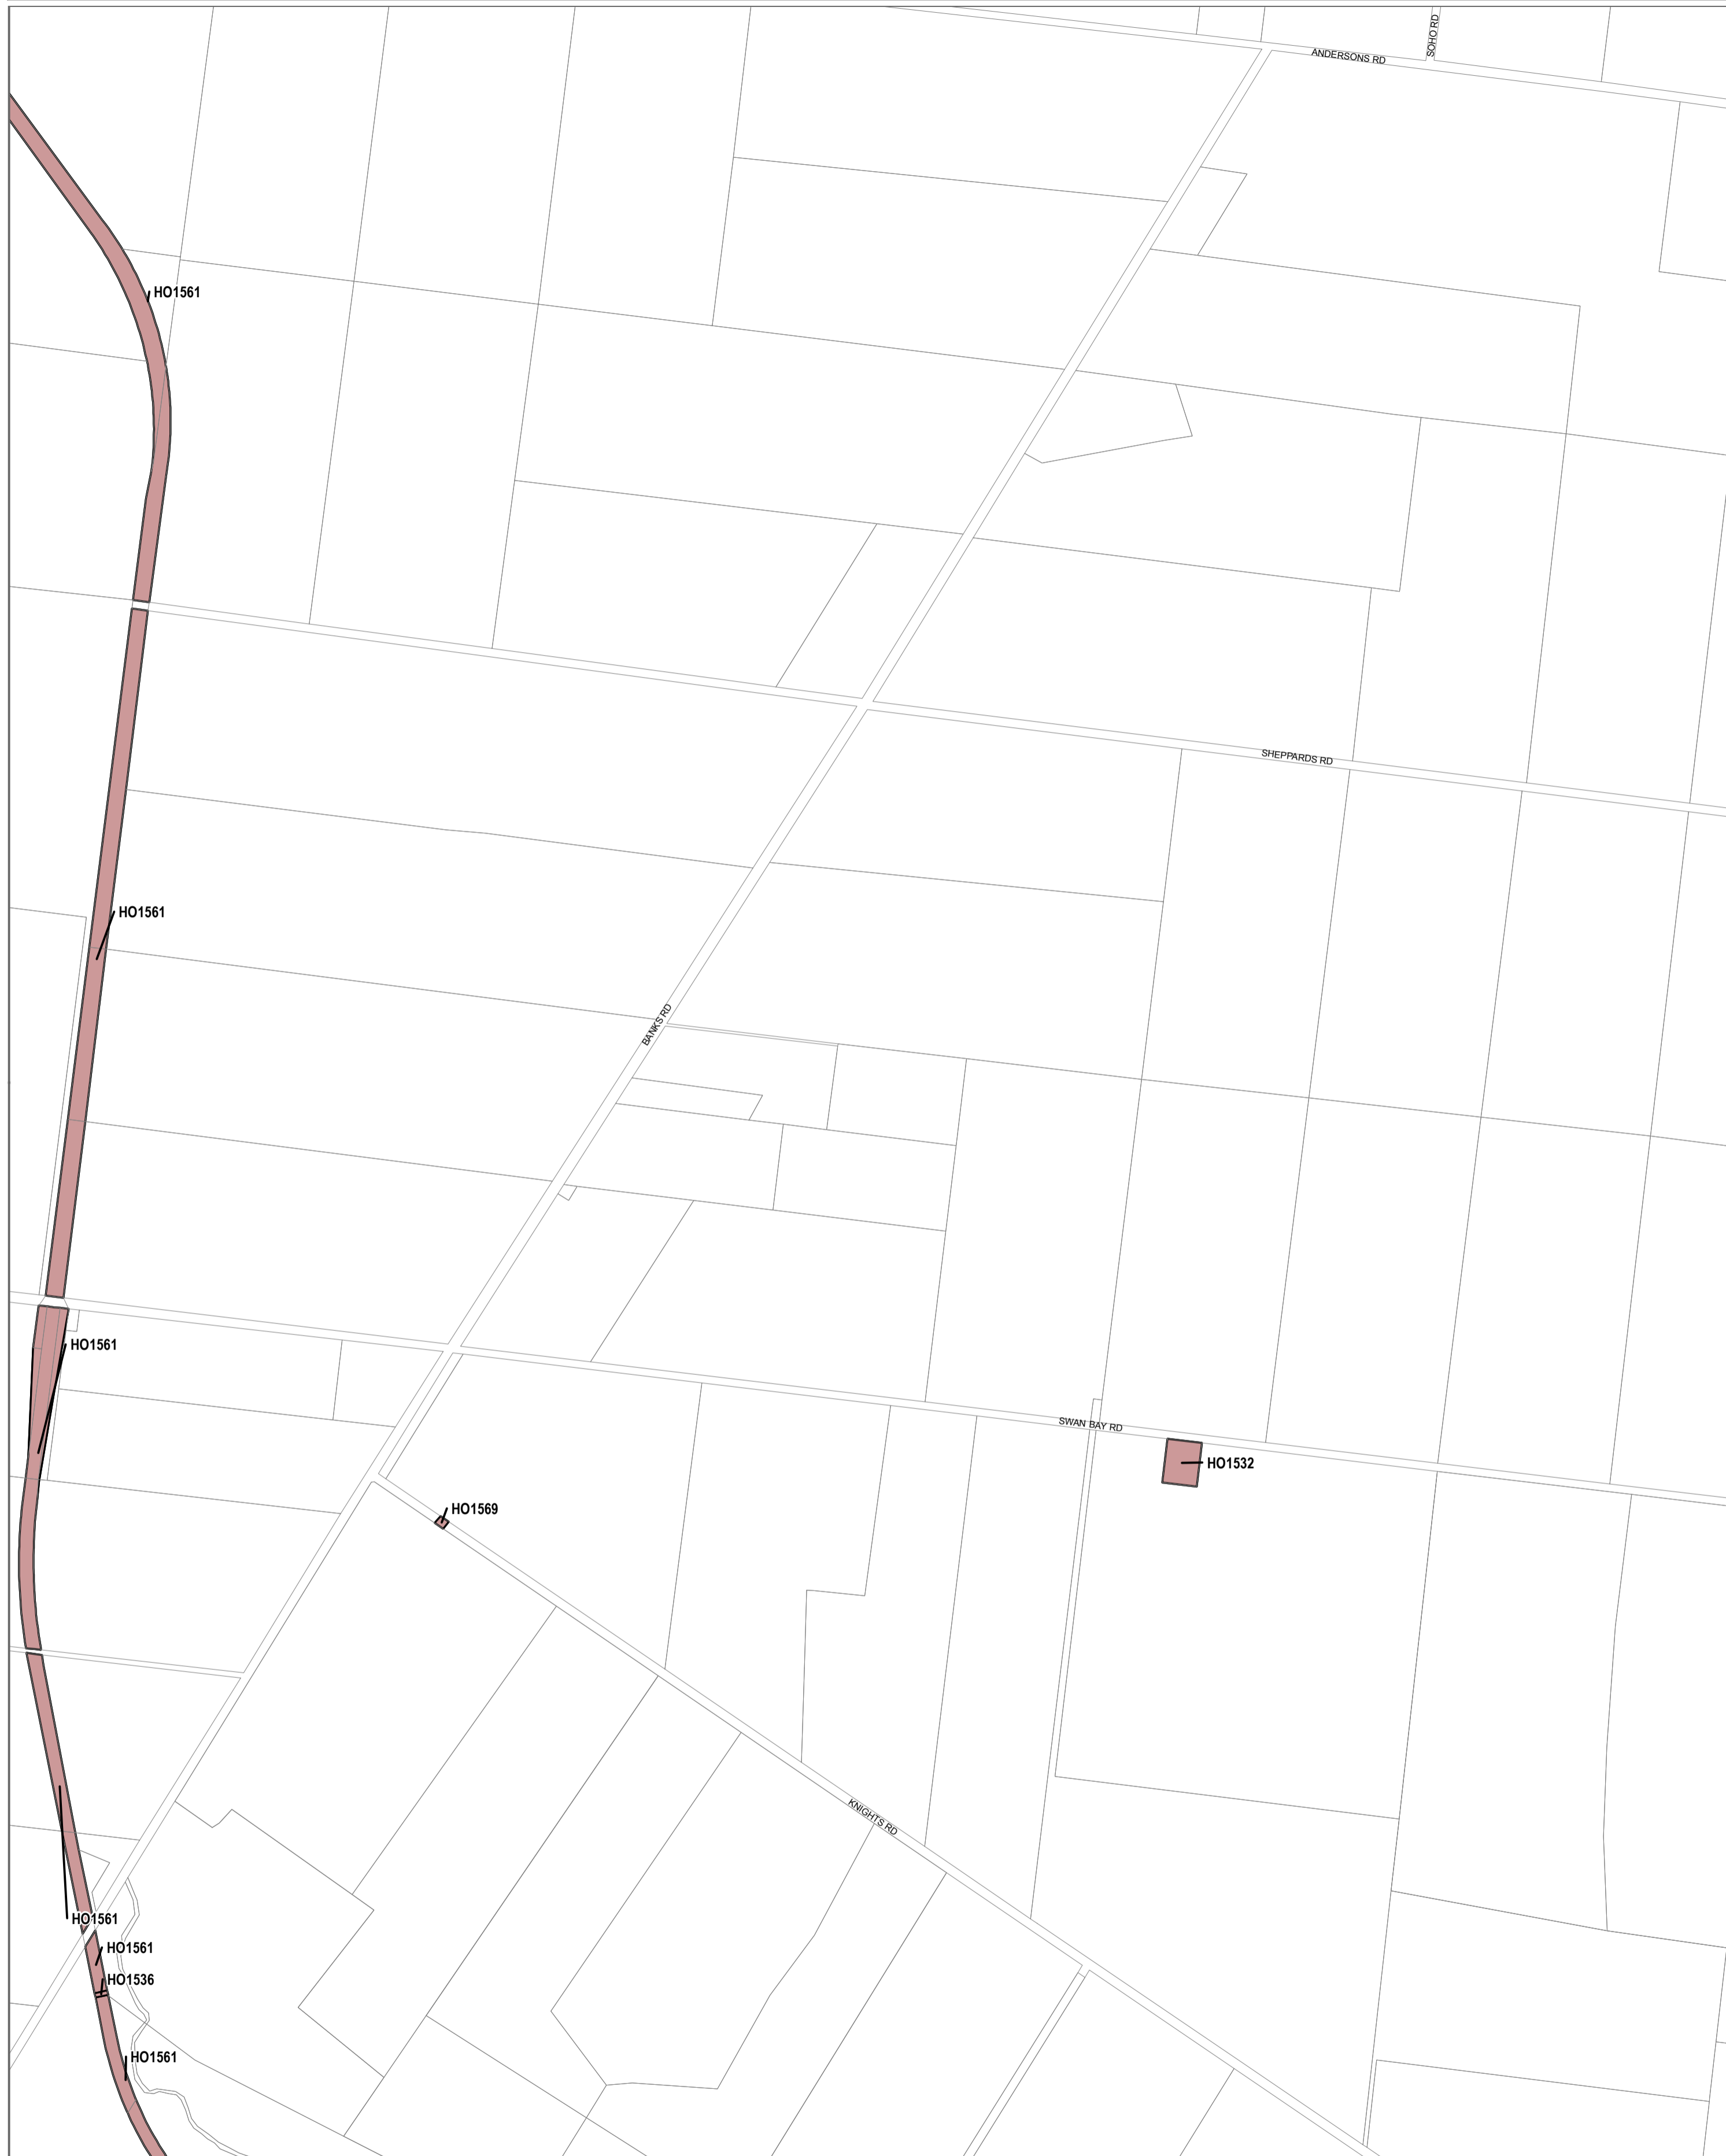 SOHO RD
ANDERSONS RD
HO1561
SHEPPARDS RD
HO1561
BANKS RD
HO1561
SWAN BAY RD
HO1532
HO1569
KNIGHTS RD
HO1561
HO1561
HO1536
HO1561